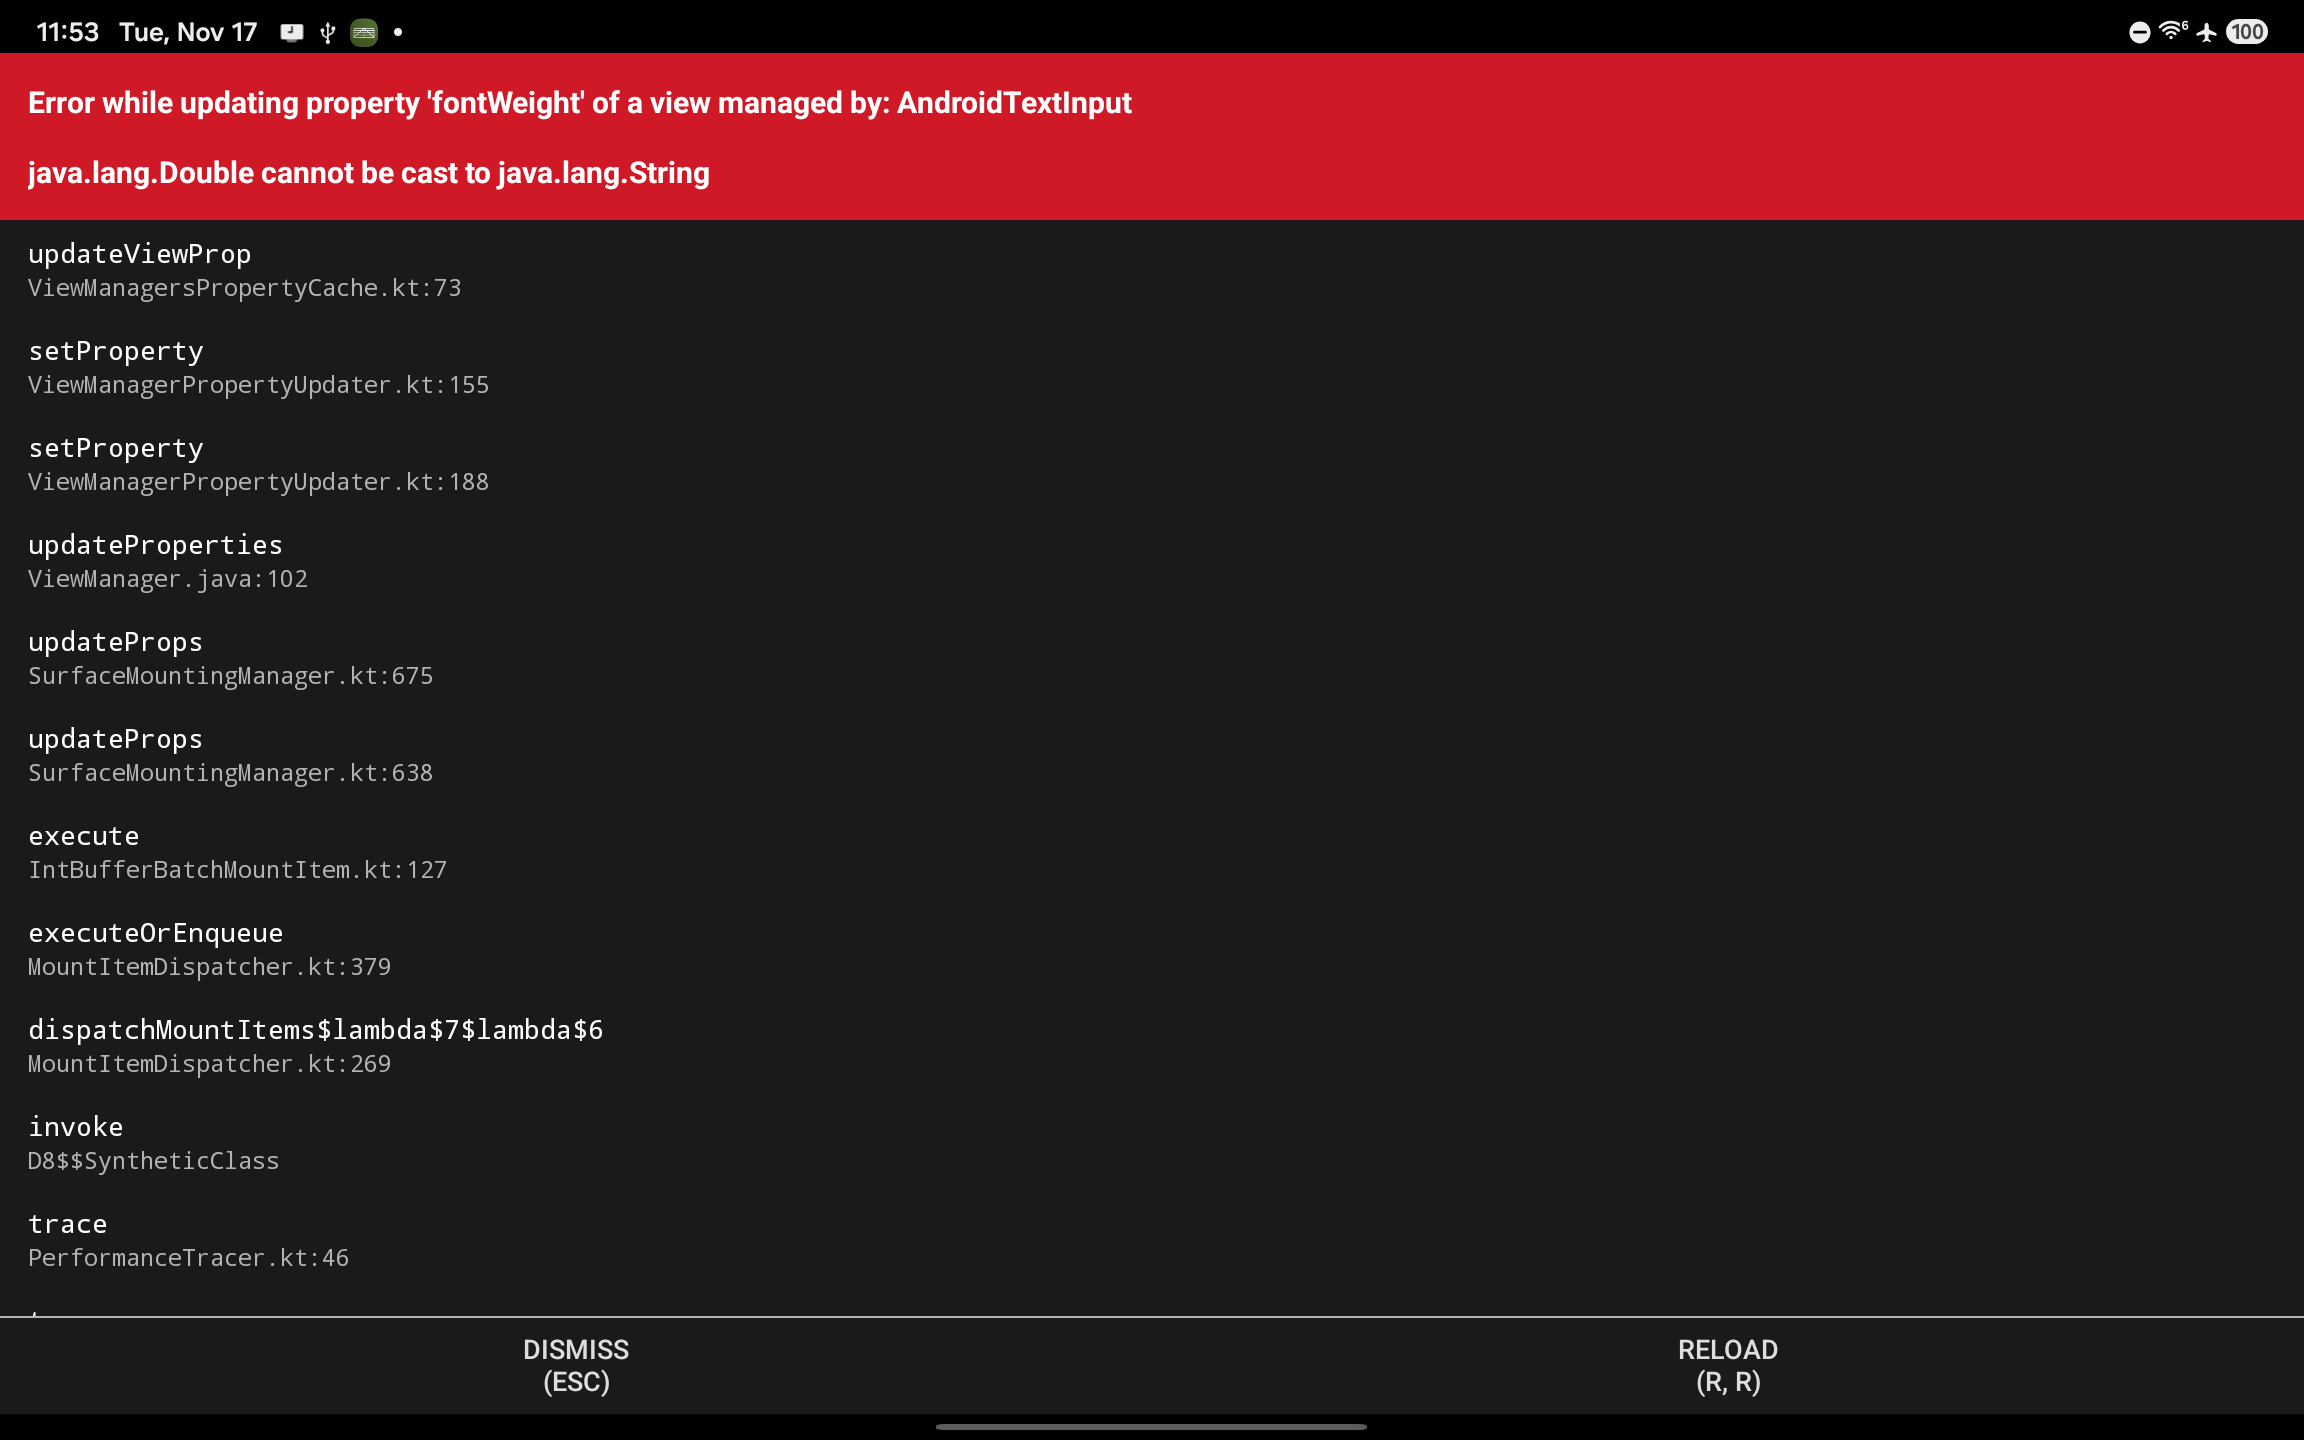 11:53 Tue, Nov 17
6 100
Error while updating property 'fontWeight' of a view managed by: AndroidTextInput
java.lang.Double cannot be cast to java.lang.String
updateViewProp
ViewManagersPropertyCache.kt:73
setProperty
ViewManagerPropertyUpdater.kt:155
setProperty
ViewManagerPropertyUpdater.kt:188
updateProperties
ViewManager.java:102
updateProps
SurfaceMountingManager.kt:675
updateProps
SurfaceMountingManager.kt:638
execute
IntBufferBatchMountItem.kt:127
executeOrEnqueue
MountItemDispatcher.kt:379
dispatchMountItems$lambda$7$lambda$6
MountItemDispatcher.kt:269
invoke
D8$$SyntheticClass
trace
PerformanceTracer.kt:46
DISMISS
(ESC)
RELOAD
(R, R)